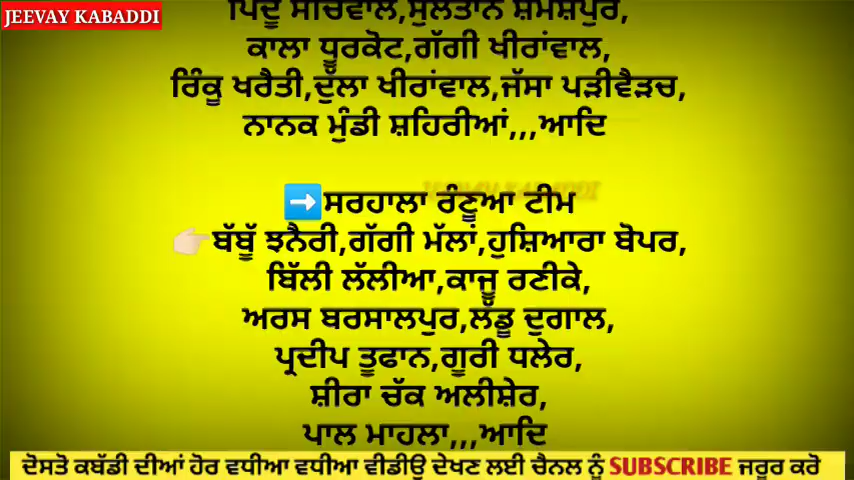 JEEVAY KABADDI
ਪਿੰਦੂ ਸੀਚੇਵਾਲ,ਸੁਲਤਾਨ ਸ਼ਮਸ਼ਪੁਰ,
ਕਾਲਾ ਧੂਰਕੋਟ,ਗੱਗੀ ਖੀਰਾਂਵਾਲ,
ਰਿੰਕੂ ਖਰੈਤੀ,ਦੁੱਲਾ ਖੀਰਾਂਵਾਲ,ਜੱਸਾ ਪੜੀਵੈੜਚ,
ਨਾਨਕ ਮੁੰਡੀ ਸ਼ਹਿਰੀਆਂ,,,ਆਦਿ
➡️ਸਰਹਾਲਾ ਰੰਣੂਆ ਟੀਮ
👉🏻ਬੱਬੂੱ ਝਨੈਰੀ,ਗੱਗੀ ਮੱਲਾਂ,ਹੁਸ਼ਿਆਰਾ ਬੋਪਰ,
ਬਿੱਲੀ ਲੱਲੀਆ,ਕਾਜੂ ਰਣੀਕੇ,
ਅਰਸ ਬਰਸਾਲਪੁਰ,ਲੱਡੂ ਦੁਗਾਲ,
ਪ੍ਰਦੀਪ ਤੂਫਾਨ,ਗੂਰੀ ਧਲੇਰ,
ਸ਼ੀਰਾ ਚੱਕ ਅਲੀਸ਼ੇਰ,
ਪਾਲ ਮਾਹਲਾ,,,ਆਦਿ
ਦੋਸਤੋ ਕਬੱਡੀ ਦੀਆਂ ਹੋਰ ਵਧੀਆ ਵਧੀਆ ਵੀਡੀਉ ਦੇਖਣ ਲਈ ਚੈਨਲ ਨੂੰ SUBSCRIBE ਜਰੂਰ ਕਰੋ